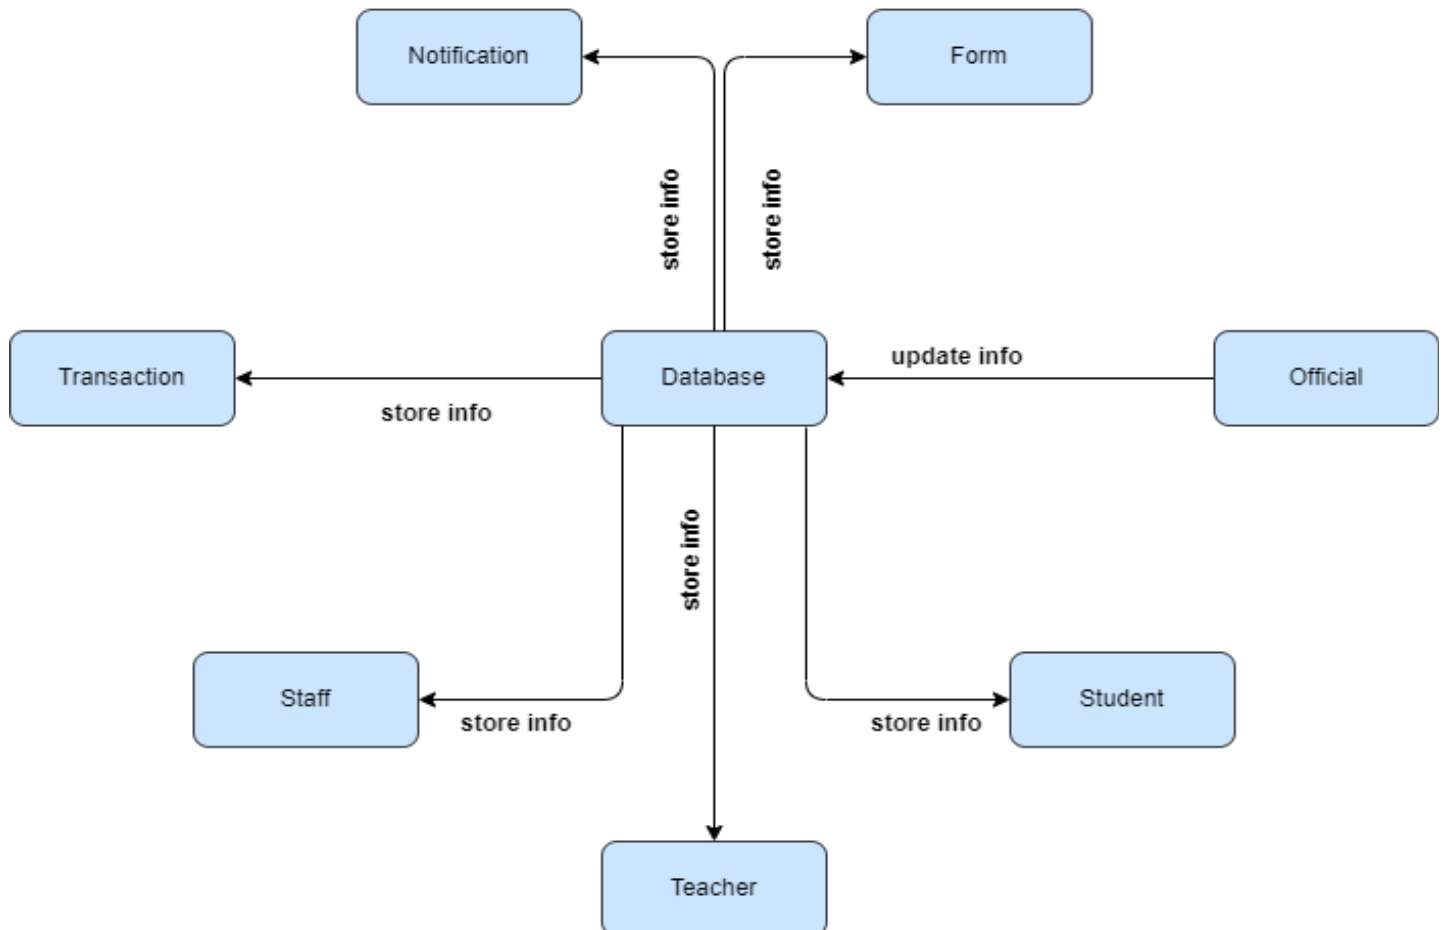 Notification
Form
store info
store info
Transaction
Database
Official
update info
store info
store info
Staff
Student
store info
store info
Teacher